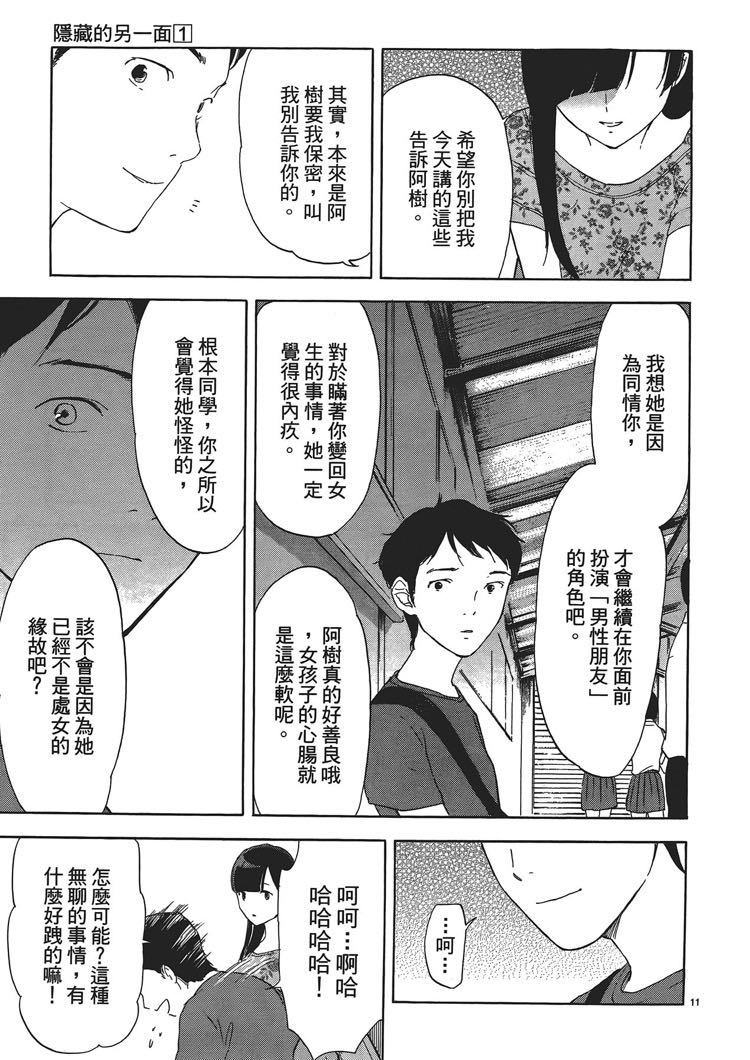 隱藏的另一面1
希望你別把我
今天講的這些
告訴阿樹。
其實，本來是阿
樹要我保密，叫
我別告訴你的。
我想她是因
為同情你，
才會繼續在你面前
扮演「男性朋友」
的角色吧。
對於瞞著你變回女
生的事情，她一定
覺得很內疚。
阿樹真的好善良哦
，女孩子的心腸就
是這麼軟呢。
根本同學，你之所以
會覺得她怪怪的，
該不會是因為她
已經不是處女的
緣故吧？
…呵…
呵呵…啊哈
哈哈哈哈！
怎麼可能？這種
無聊的事情，有
什麼好跩的嘛！
11